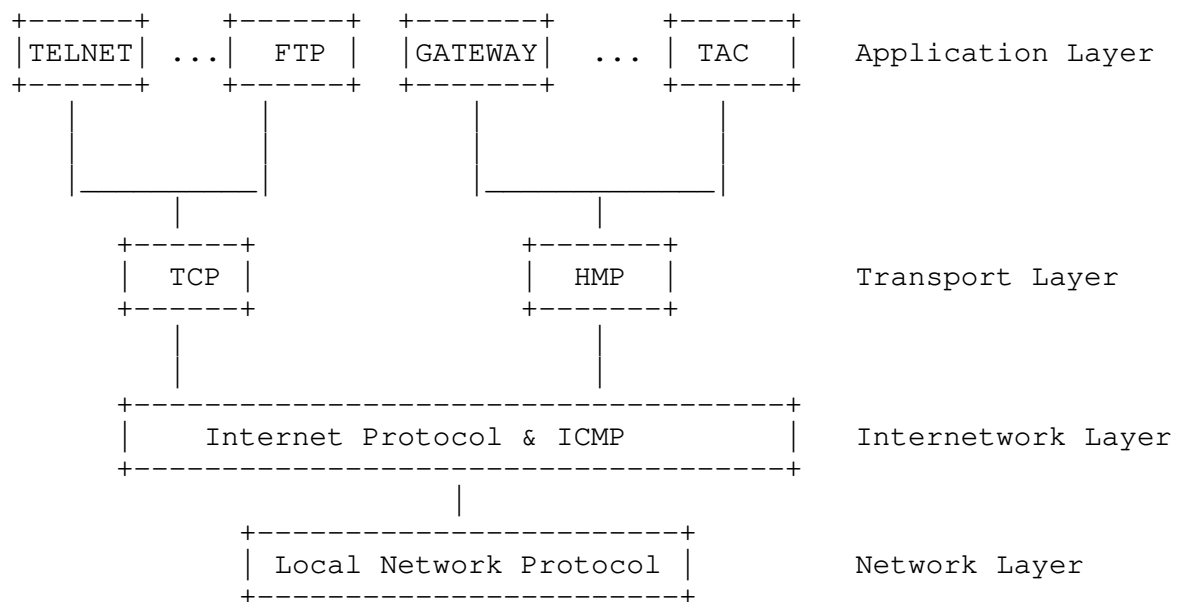 TELNET ... FTP GATEWAY ... TAC Application Layer
TCP HMP Transport Layer
Internet Protocol & ICMP Internetwork Layer
Local Network Protocol Network Layer